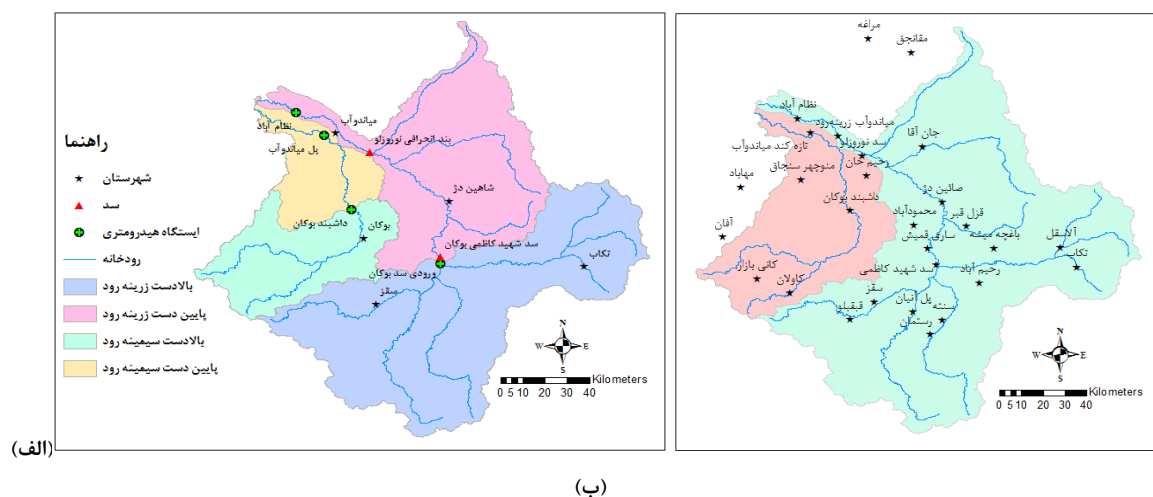 راهنما
شهرستان
سد
ایستگاه هیدرومتری
رودخانه
بالادست زرینه رود
پایین دست زرینه رود
بالادست سیمینه رود
پایین دست سیمینه رود
نظام آباد
میاندوآب
پل میاندوآب
بند انحرافی نوروزلو
شاهین دژ
داشبند بوکان
بوکان
سد شهید کاظمی بوکان
ورودی سد بوکان
تکاب
سقز
N
W
E
S
Kilometers
0 5 10 20 30 40
(الف)
مراغه
مقانجق
نظام آباد
میاندوآب زرینه رود
جان آقا
سد نوروزلو
تازه کند میاندوآب
رحیم خان
منوچهر سنجاق
مهاباد
صائین دژ
داشبند بوکان
محمودآباد
قزل قبر
آفان
ساری قمیش
باغچه میشه
آلاسقل
تکاب
سد شهید کاظمی
رحیم آباد
کانی بازار
کاولان
سقز
قبقبلو
پل آنیان
سنته
رستمان
N
W
E
S
Kilometers
0 5 10 20 30 40
(ب)